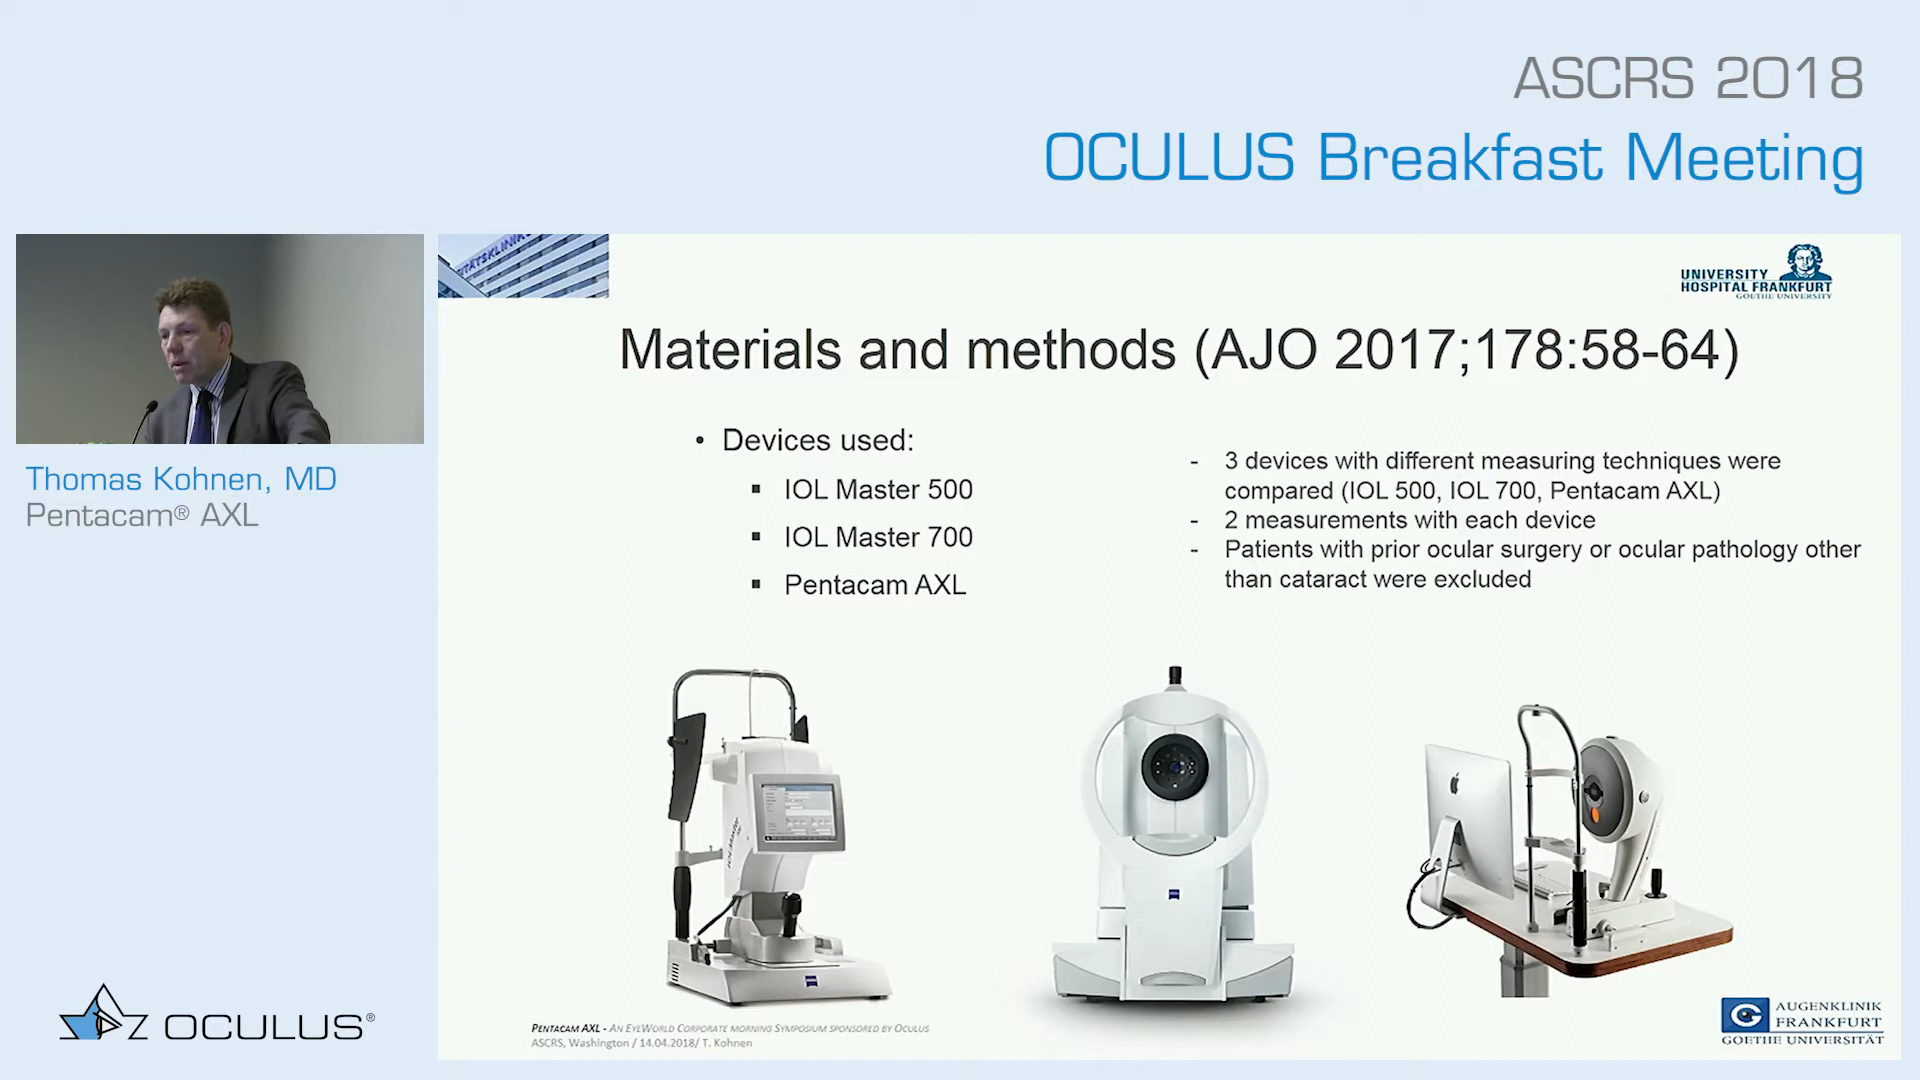 ASCRS 2018
OCULUS Breakfast Meeting
ITÄTSKLINIK
UNIVERSITY
HOSPITAL FRANKFURT
GOETHE UNIVERSITY
Materials and methods (AJO 2017;178:58-64)
• Devices used:
▪ IOL Master 500
▪ IOL Master 700
▪ Pentacam AXL
- 3 devices with different measuring techniques were
compared (IOL 500, IOL 700, Pentacam AXL)
- 2 measurements with each device
- Patients with prior ocular surgery or ocular pathology other
than cataract were excluded
Thomas Kohnen, MD
Pentacam® AXL
IOLMaster
PENTACAM AXL - AN EYEWORLD CORPORATE MORNING SYMPOSIUM SPONSORED BY OCULUS
ASCRS, Washington / 14.04.2018/ T. Kohnen
AUGENKLINIK
FRANKFURT
GOETHE UNIVERSITÄT
OCULUS®